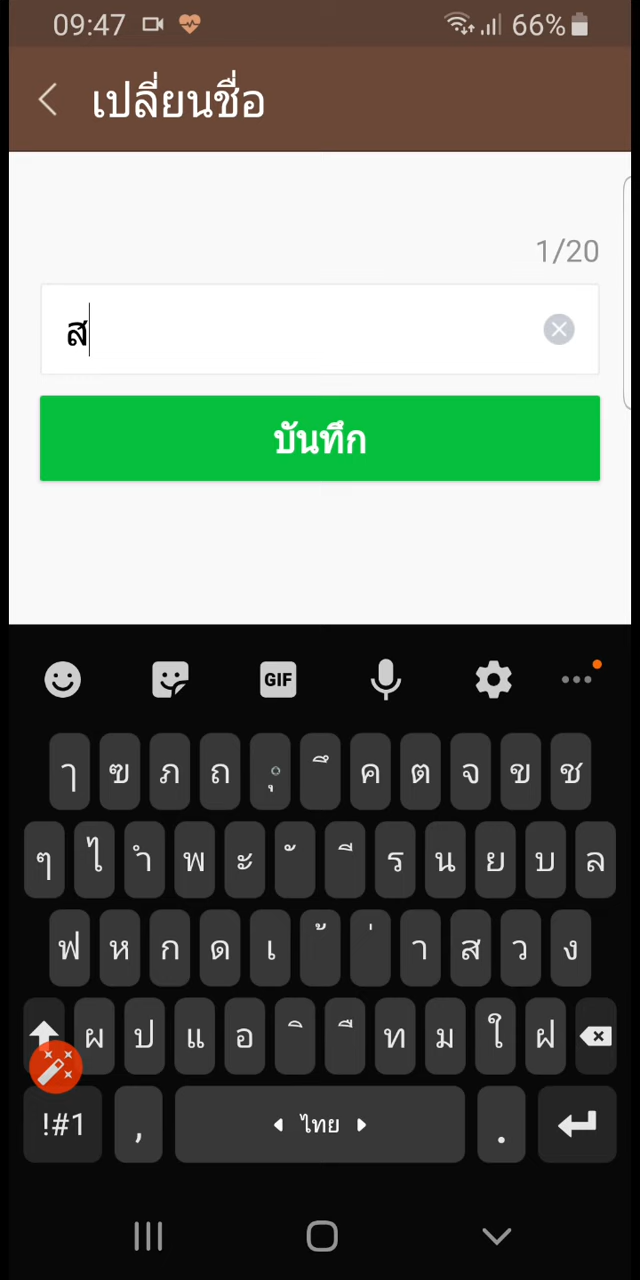 09:47 66%
เปลี่ยนชื่อ
1/20
ส
บันทึก
GIF
ๅ ฃ ภ ถ ุ ึ ค ต จ ข ช
ๆ ไ ำ พ ะ ั ี ร น ย บ ล
ฟ ห ก ด เ ้ ่ า ส ว ง
ผ ป แ อ ิ ื ท ม ใ ฝ
!#1 , ไทย .